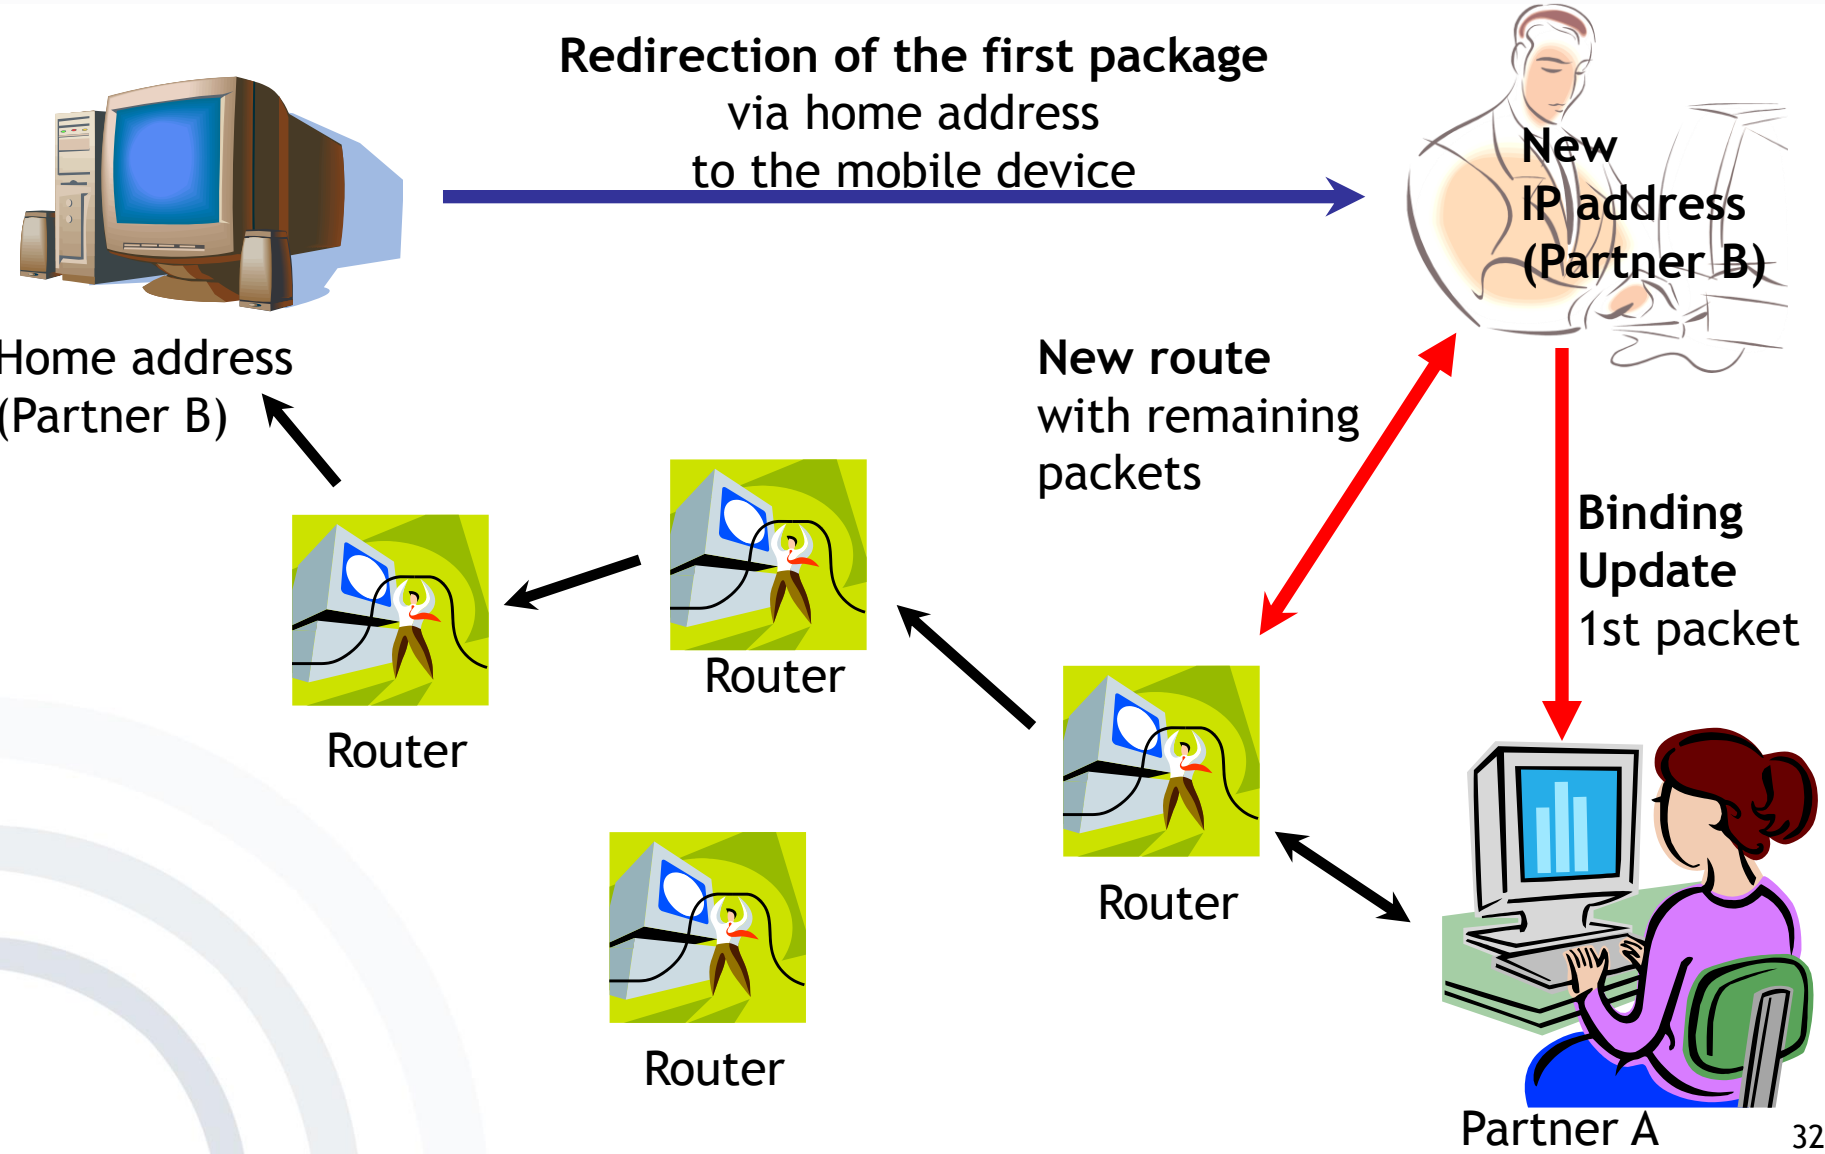 Redirection of the first package
via home address
to the mobile device
New
IP address
(Partner B)
Home address
(Partner B)
New route
with remaining
packets
Binding
Update
1st packet
Router
Router
Router
Router
Partner A
32